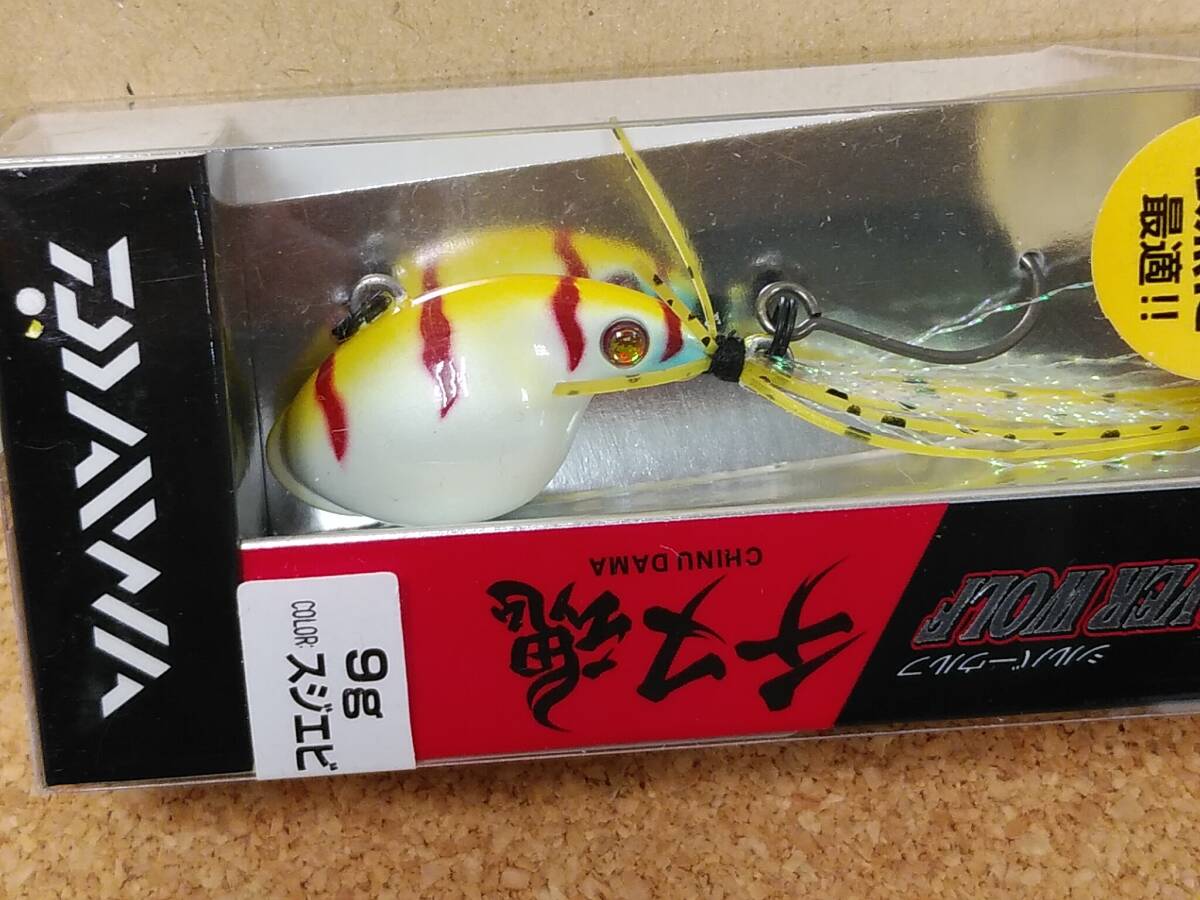 DAIWA
最適!!
チヌ魂
CHINU DAMA
VER WOLF
シルバーウルフ
9g
COLOR: スジエビ